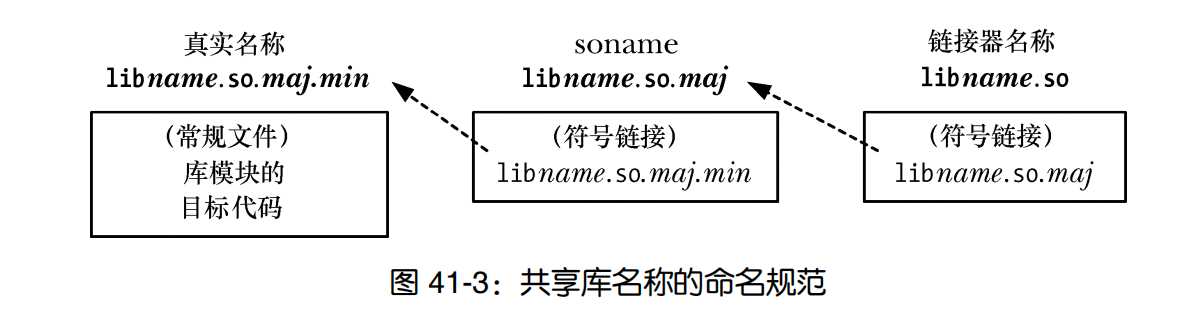 真实名称
libname.so.maj.min
(常规文件)
库模块的
目标代码
soname
libname.so.maj
(符号链接)
libname.so.maj.min
链接器名称
libname.so
(符号链接)
libname.so.maj
图 41-3：共享库名称的命名规范